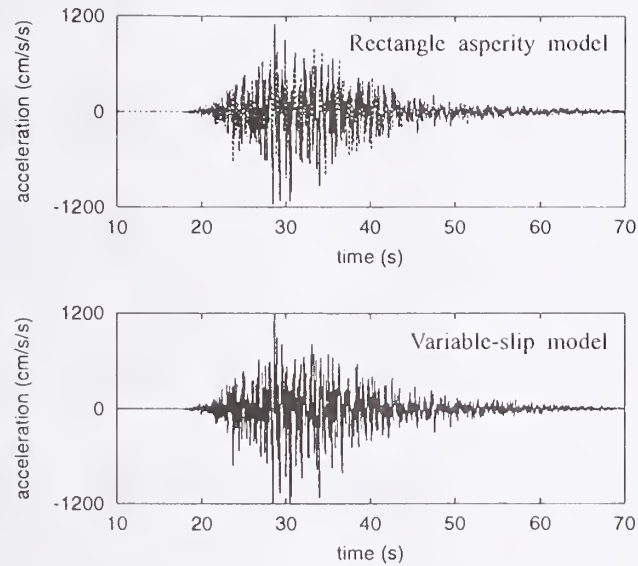 1200
0
-1200
acceleration (cm/s/s)
Rectangle asperity model
10 20 30 40 50 60 70
time (s)
1200
0
-1200
acceleration (cm/s/s)
Variable-slip model
10 20 30 40 50 60 70
time (s)